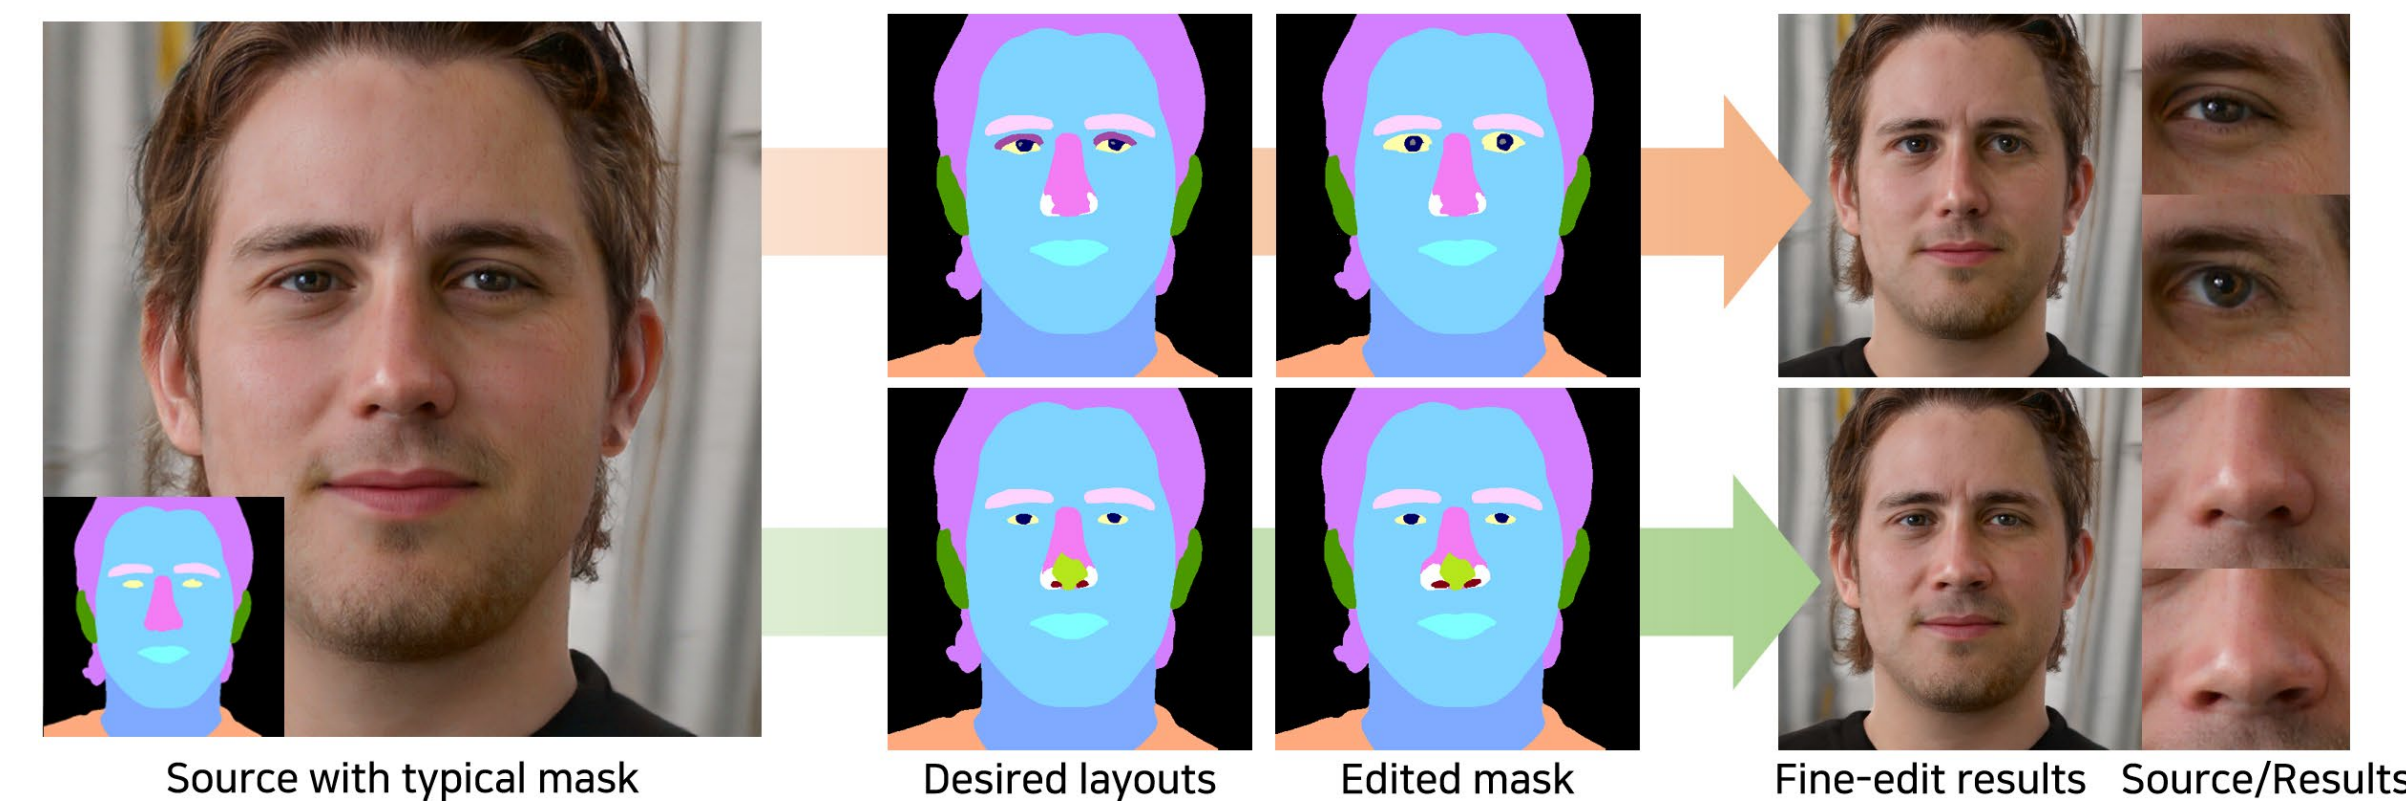 Source with typical mask
Desired layouts
Edited mask
Fine-edit results
Source/Results